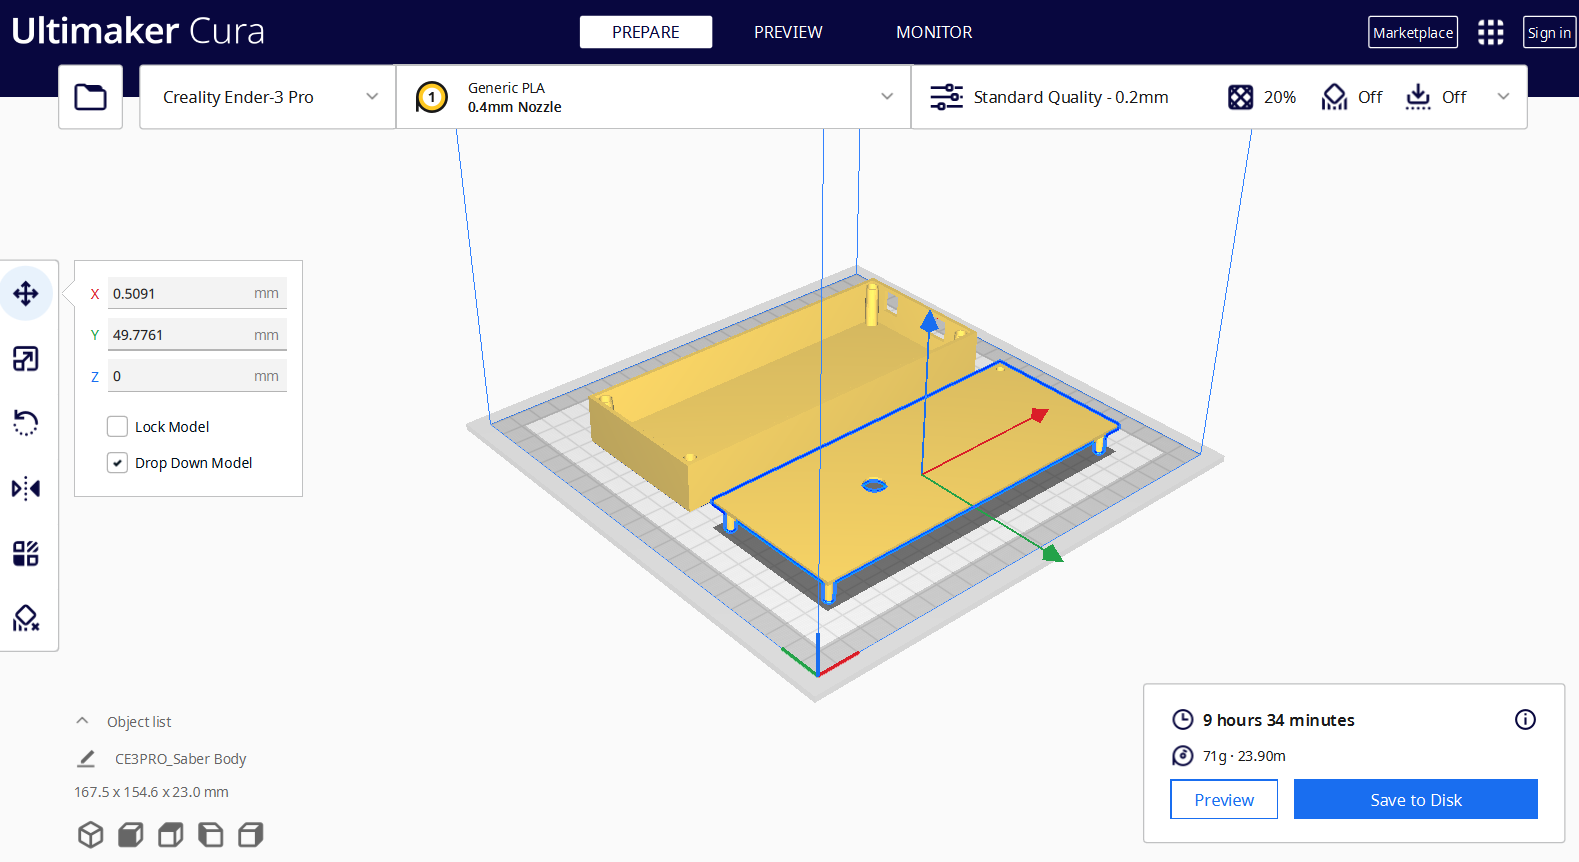 Ultimaker Cura
PREPARE
PREVIEW
MONITOR
Marketplace
Sign in
Creality Ender-3 Pro
1
Generic PLA
0.4mm Nozzle
Standard Quality - 0.2mm
20%
Off
Off
X 0.5091 mm
Y 49.7761 mm
Z 0 mm
Lock Model
Drop Down Model
Object list
CE3PRO_Saber Body
167.5 x 154.6 x 23.0 mm
9 hours 34 minutes
71g · 23.90m
Preview
Save to Disk